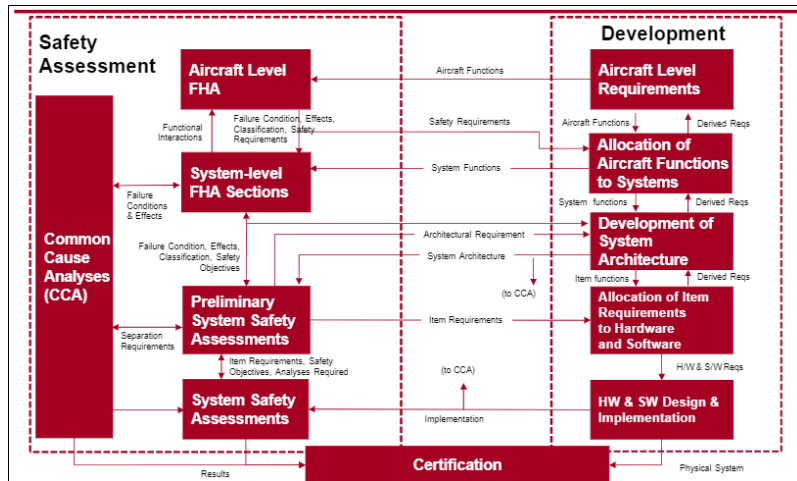 Safety
Assessment
Development
Aircraft Level
FHA
Aircraft Functions
Aircraft Level
Requirements
Functional
Interactions
Failure Condition, Effects,
Classification, Safety
Requirements
Safety Requirements
Aircraft Functions
Derived Reqs
System-level
FHA Sections
System Functions
Allocation of
Aircraft Functions
to Systems
Failure
Conditions
& Effects
System functions
Derived Reqs
Common
Cause
Analyses
(CCA)
Failure Condition, Effects,
Classification, Safety
Objectives
Architectural Requirement
System Architecture
Development of
System
Architecture
(to CCA)
Item functions
Derived Reqs
Preliminary
System Safety
Assessments
Separation
Requirements
Item Requirements
Allocation of Item
Requirements
to Hardware
and Software
Item Requirements, Safety
Objectives, Analyses Required
(to CCA)
H/W & S/W Reqs
System Safety
Assessments
Implementation
HW & SW Design &
Implementation
Results
Certification
Physical System